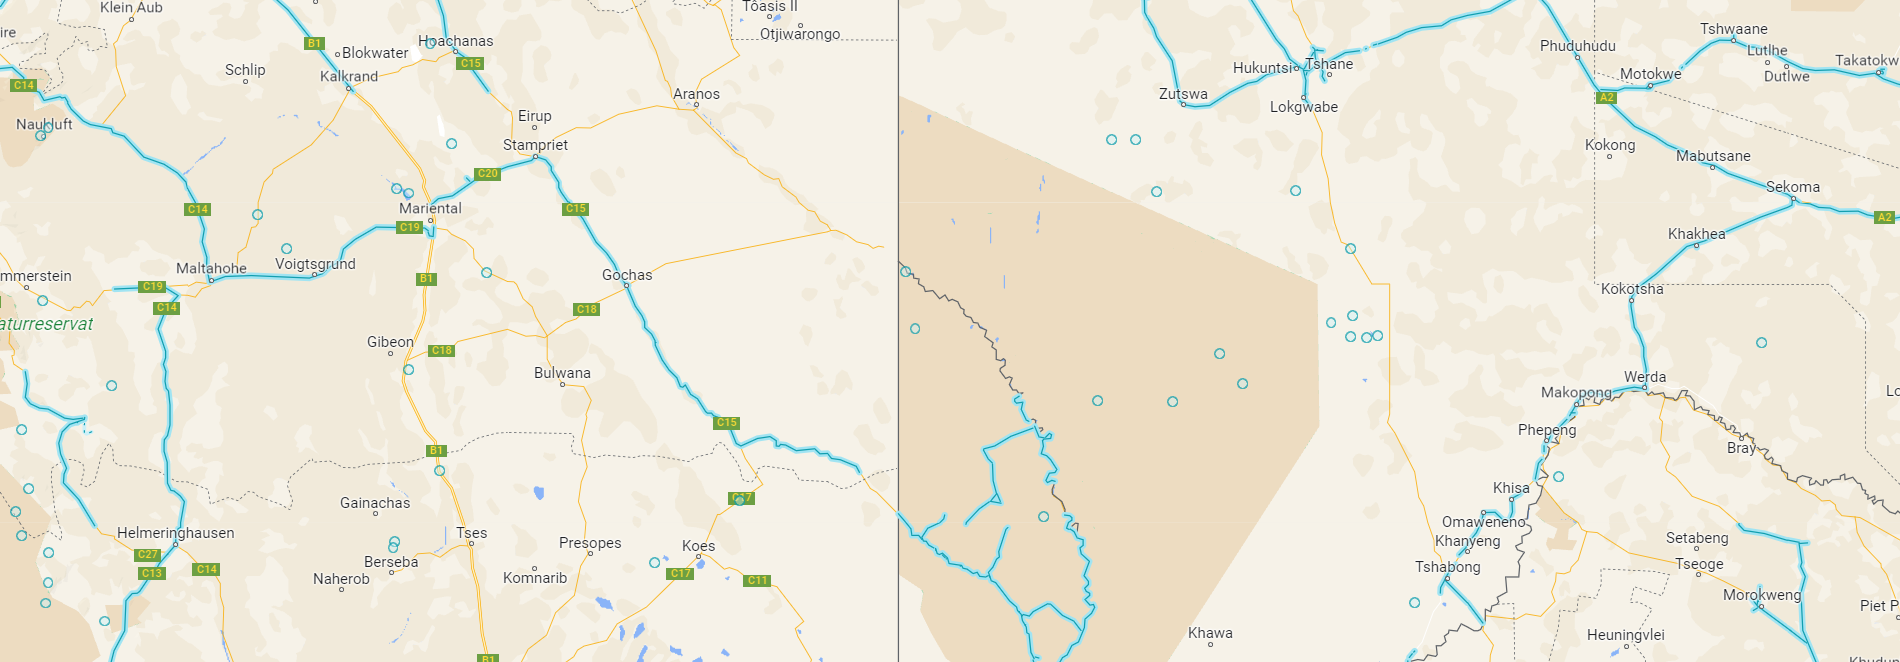 Klein Aub
Tôasis II
Otjiwarongo
ire
B1
Blokwater
Hoachanas
C15
Schlip
Kalkrand
C14
Aranos
Naukluft
Eirup
Stampriet
C20
C14
C15
Mariental
C19
Maltahohe
Voigtsgrund
mmerstein
C19
C14
B1
Gochas
C18
aturreservat
Gibeon
C18
Bulwana
C15
B1
C17
Gainachas
Helmeringhausen
Tses
Presopes
Koes
C27
C13
C14
Berseba
Naherob
Komnarib
C17
C11
B1
Hukuntsi
Tshane
Zutswa
Lokgwabe
Phuduhudu
Tshwaane
Lutlhe
Motokwe
Dutlwe
Takatokw
A2
Kokong
Mabutsane
Sekoma
A2
Khakhea
Kokotsha
Werda
Makopong
Lo
Phepeng
Bray
Khisa
Omaweneno
Khanyeng
Tshabong
Setabeng
Tseoge
Morokweng
Piet P
Khawa
Heuningvlei
Khudun